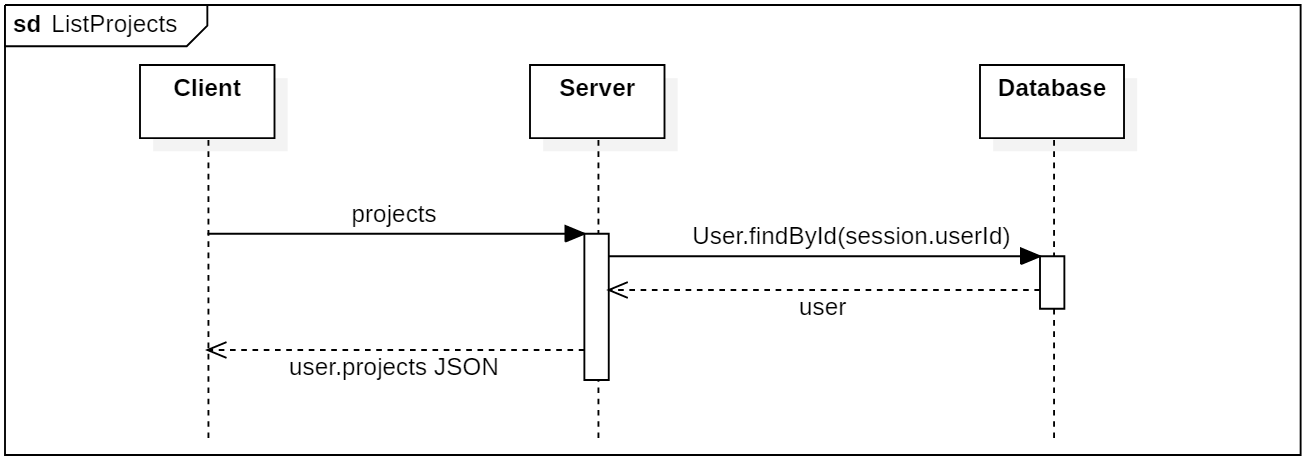 sd ListProjects
Client
Server
Database
projects
User.findById(session.userId)
user
user.projects JSON